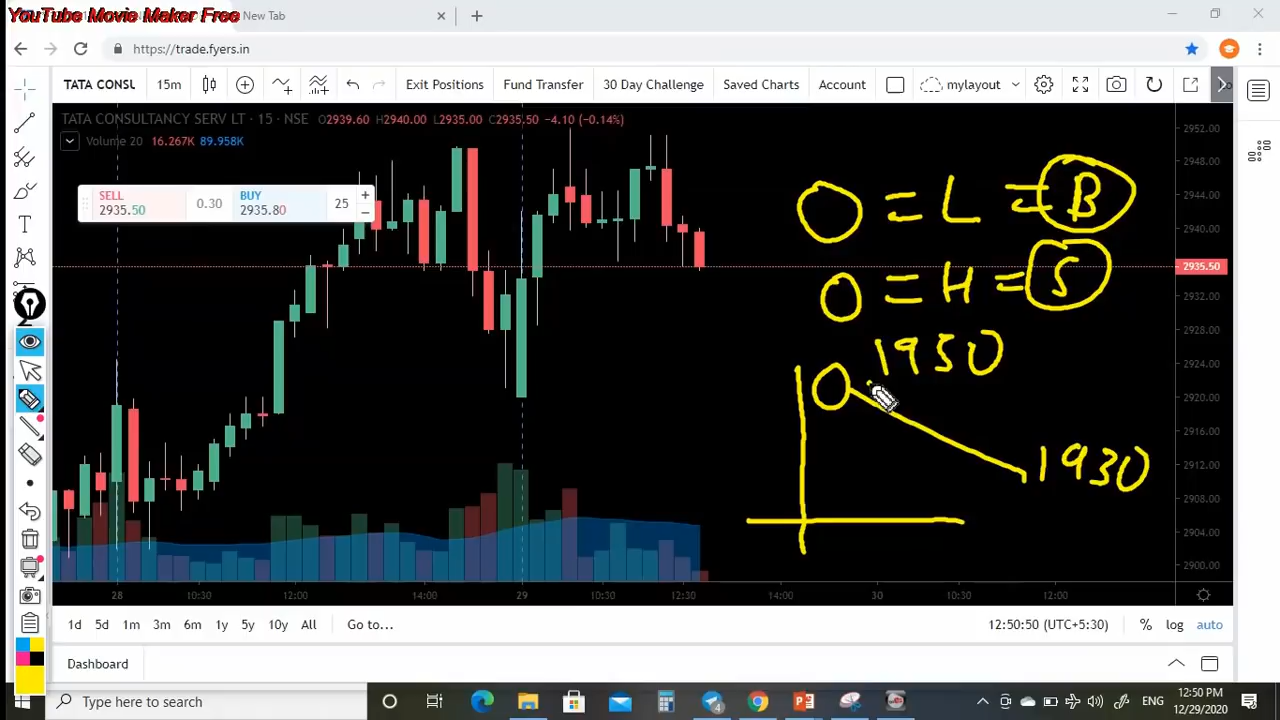 YouTube Movie Maker Free
New Tab
https://trade.fyers.in
TATA CONSL 15m Exit Positions Fund Transfer 30 Day Challenge Saved Charts Account mylayout
TATA CONSULTANCY SERV LT · 15 · NSE O2939.60 H2940.00 L2935.00 C2935.50 −4.10 (−0.14%)
Volume 20 16.267K 89.958K
SELL
2935.50
0.30
BUY
2935.80
25
2952.00
2948.00
2944.00
2940.00
2935.50
2932.00
2928.00
2924.00
2920.00
2916.00
2912.00
2908.00
2904.00
2900.00
O = L = B
O = H = S
1950
1930
28 10:30 12:00 14:00 29 10:30 12:30 14:00 30 10:30 12:00
1d 5d 1m 3m 6m 1y 5y 10y All Go to... 12:50:50 (UTC+5:30) % log auto
Dashboard
Type here to search
ENG
12:50 PM
12/29/2020